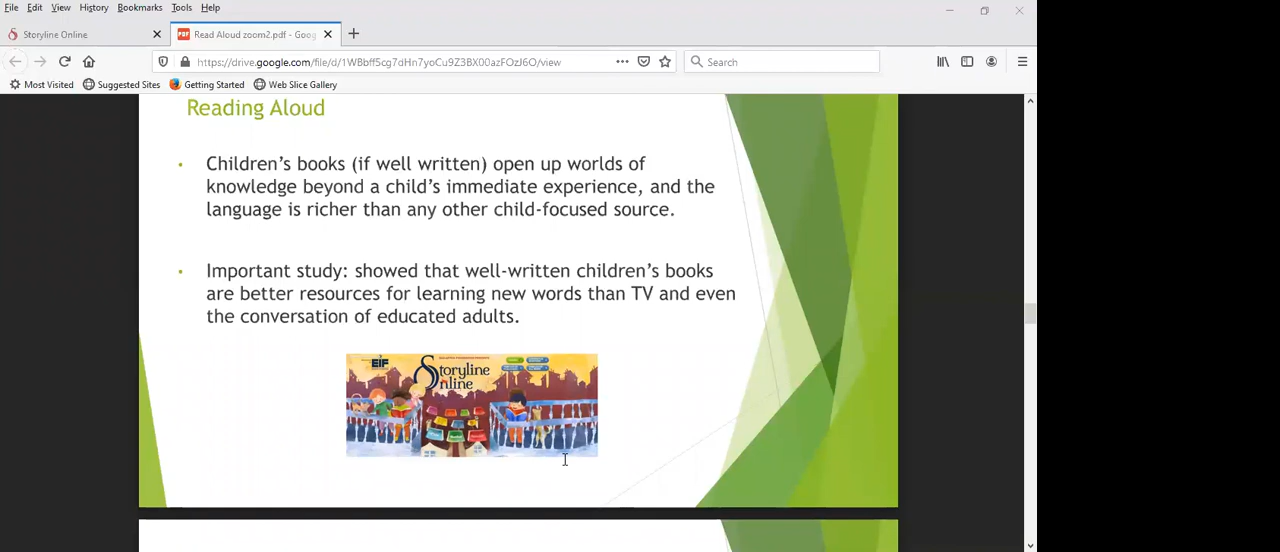 File Edit View History Bookmarks Tools Help
Storyline Online
Read Aloud zoom2.pdf - Goog
https://drive.google.com/file/d/1WBbff5cg7dHn7yoCu9Z3BX00azFOzJ6O/view
Search
Most Visited Suggested Sites Getting Started Web Slice Gallery
Reading Aloud
• Children's books (if well written) open up worlds of
knowledge beyond a child's immediate experience, and the
language is richer than any other child-focused source.
• Important study: showed that well-written children's books
are better resources for learning new words than TV and even
the conversation of educated adults.
EIF
Storyline
Online